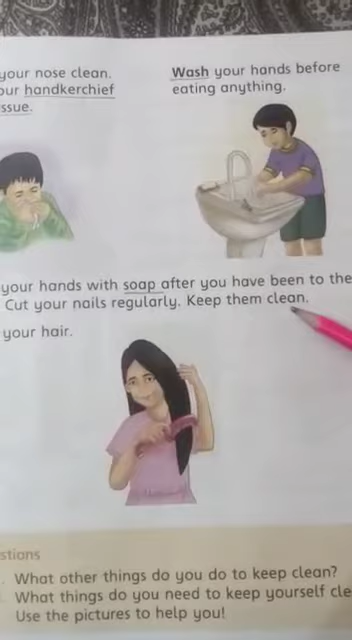 your nose clean.
our handkerchief
ssue.
Wash your hands before
eating anything.
your hands with soap after you have been to the
Cut your nails regularly. Keep them clean.
your hair.
stions
What other things do you do to keep clean?
What things do you need to keep yourself cle
Use the pictures to help you!